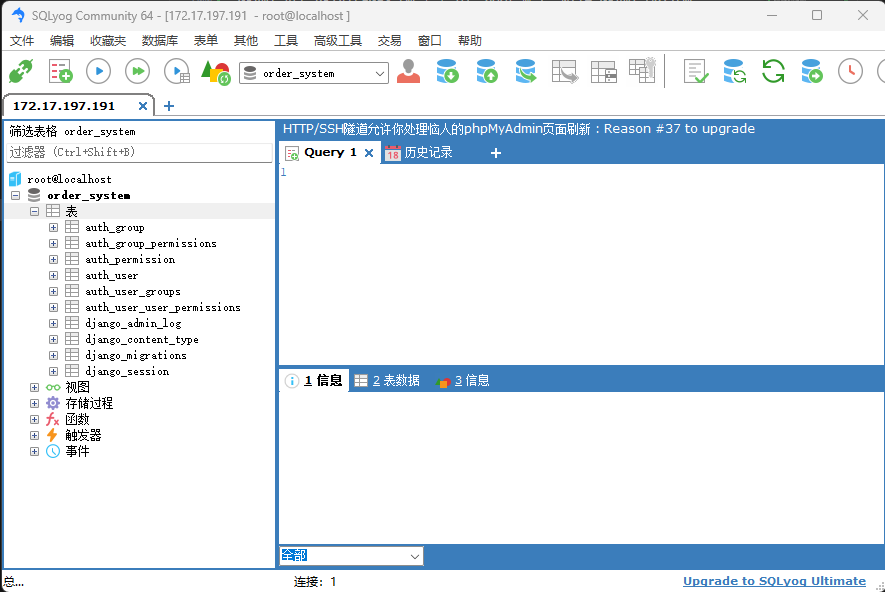 SQLyog Community 64 - [172.17.197.191 - root@localhost ]
文件 编辑 收藏夹 数据库 表单 其他 工具 高级工具 交易 窗口 帮助
order_system
172.17.197.191
筛选表格 order_system
过滤器 (Ctrl+Shift+B)
root@localhost
order_system
表
auth_group
auth_group_permissions
auth_permission
auth_user
auth_user_groups
auth_user_user_permissions
django_admin_log
django_content_type
django_migrations
django_session
视图
存储过程
函数
触发器
事件
HTTP/SSH隧道允许你处理恼人的phpMyAdmin页面刷新：Reason #37 to upgrade
Query 1
18 历史记录
1
1 信息 2 表数据 3 信息
全部
总... 连接: 1 Upgrade to SQLyog Ultimate